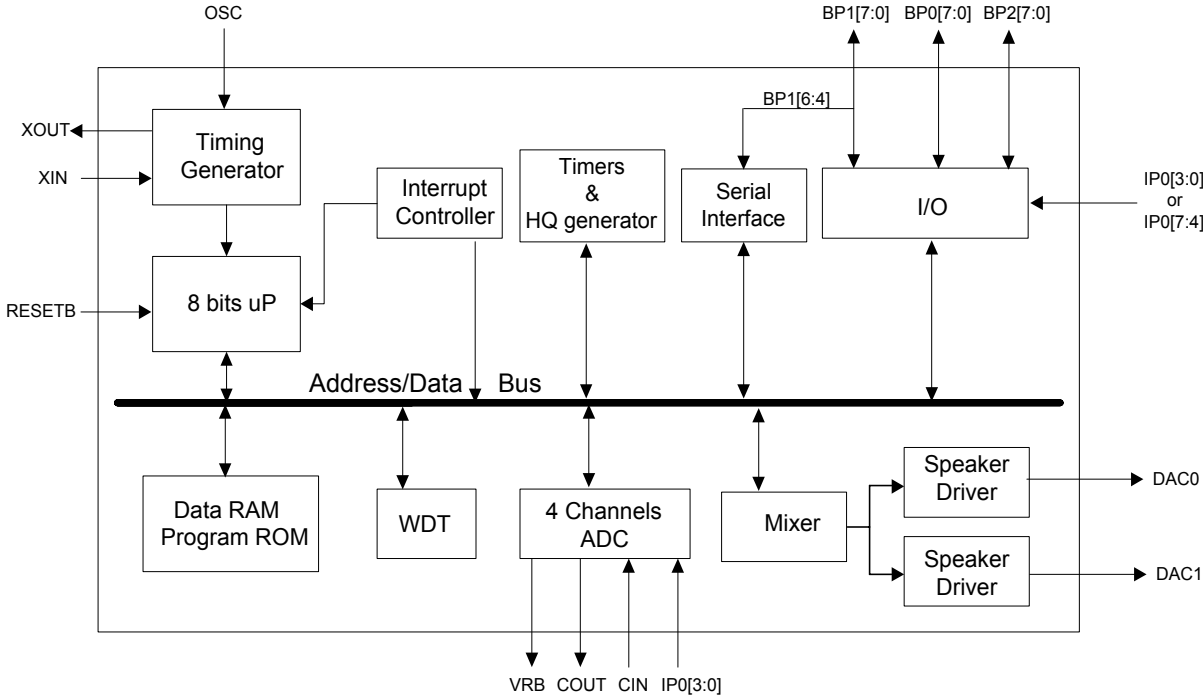 OSC
BP1[7:0]
BP0[7:0]
BP2[7:0]
BP1[6:4]
XOUT
Timing
Generator
XIN
Interrupt
Controller
Timers
&
HQ generator
Serial
Interface
I/O
IP0[3:0]
or
IP0[7:4]
RESETB
8 bits uP
Address/Data Bus
Data RAM
Program ROM
WDT
4 Channels
ADC
Mixer
Speaker
Driver
DAC0
Speaker
Driver
DAC1
VRB
COUT
CIN
IP0[3:0]